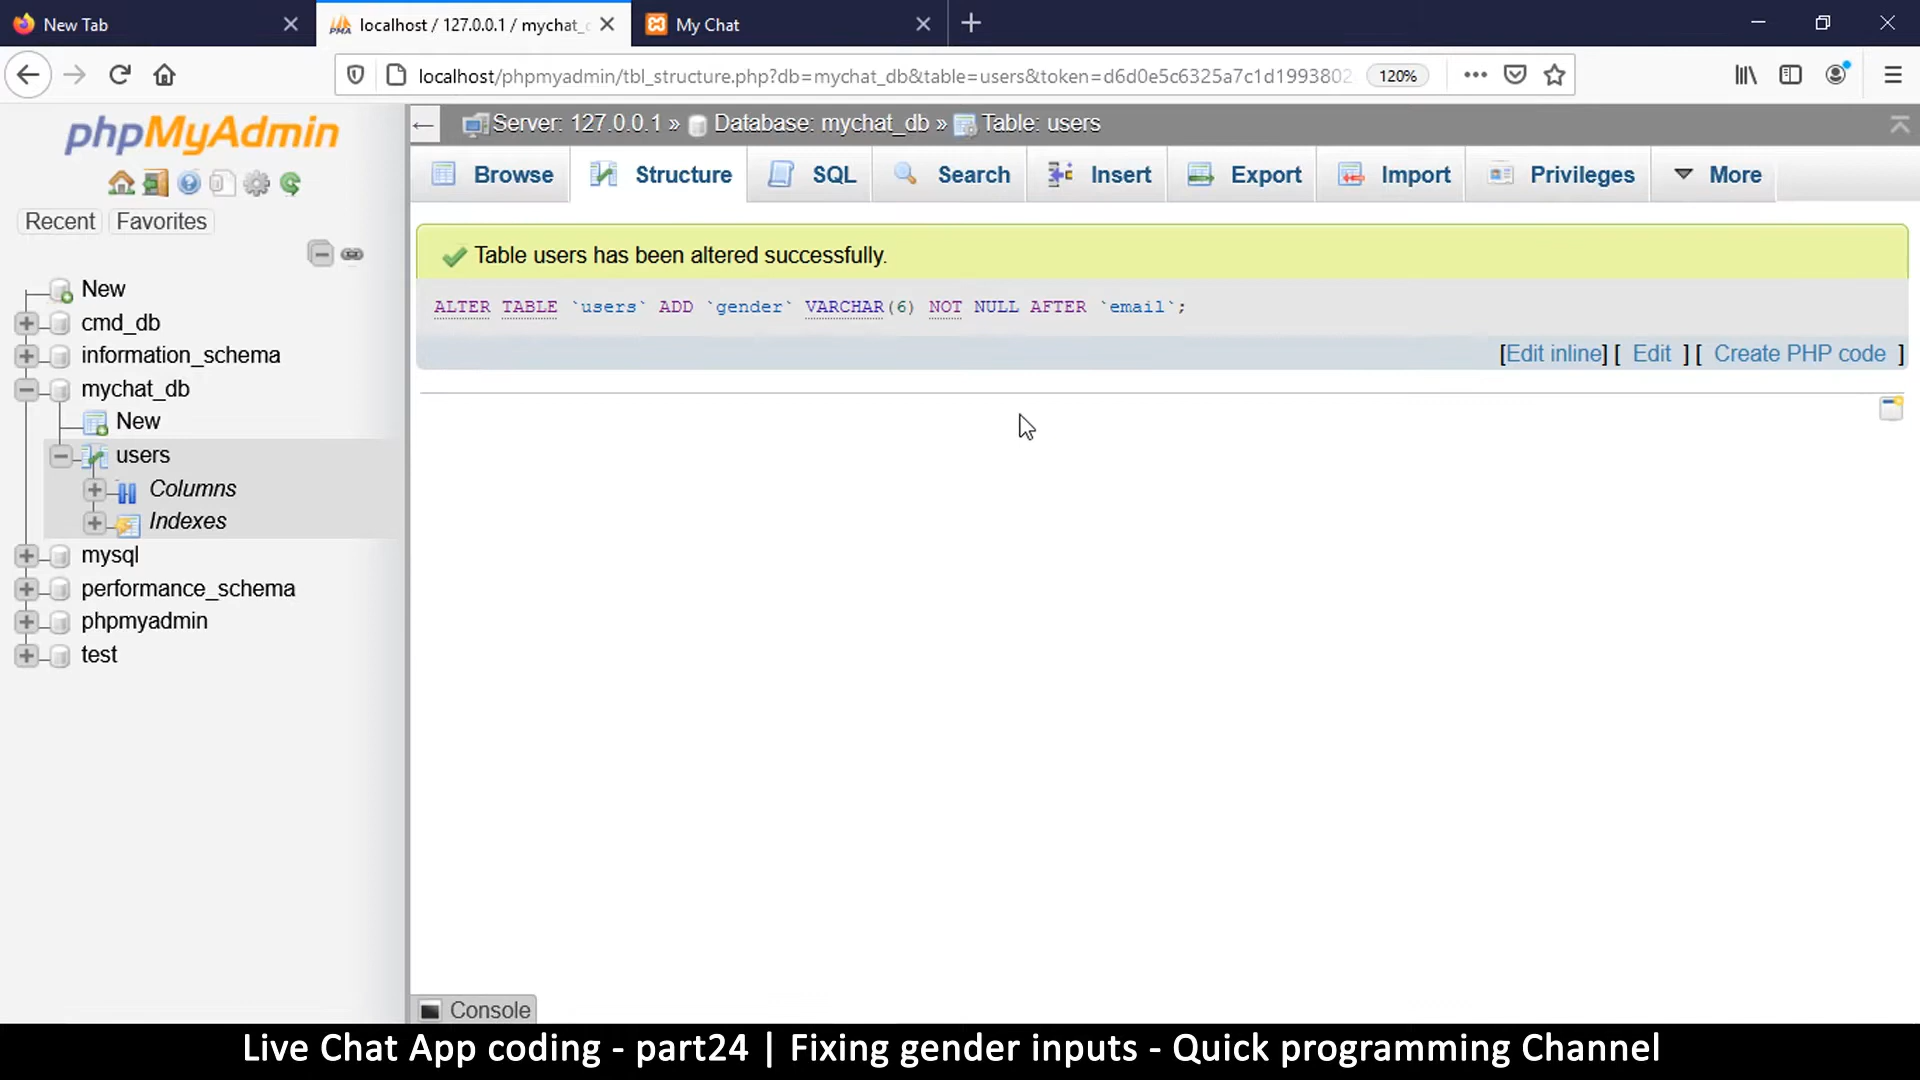 New Tab
localhost / 127.0.0.1 / mychat_
My Chat
localhost/phpmyadmin/tbl_structure.php?db=mychat_db&table=users&token=d6d0e5c6325a7c1d1993802
120%
phpMyAdmin
Recent
Favorites
New
cmd_db
information_schema
mychat_db
New
users
Columns
Indexes
mysql
performance_schema
phpmyadmin
test
Server: 127.0.0.1 » Database: mychat_db » Table: users
Browse
Structure
SQL
Search
Insert
Export
Import
Privileges
More
Table users has been altered successfully.
ALTER TABLE `users` ADD `gender` VARCHAR(6) NOT NULL AFTER `email`;
[Edit inline] [ Edit ] [ Create PHP code ]
Console
Live Chat App coding - part24 | Fixing gender inputs - Quick programming Channel